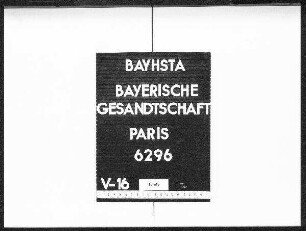 BAYHSTA
BAYERISCHE
GESANDTSCHAFT
PARIS
6296
V-16